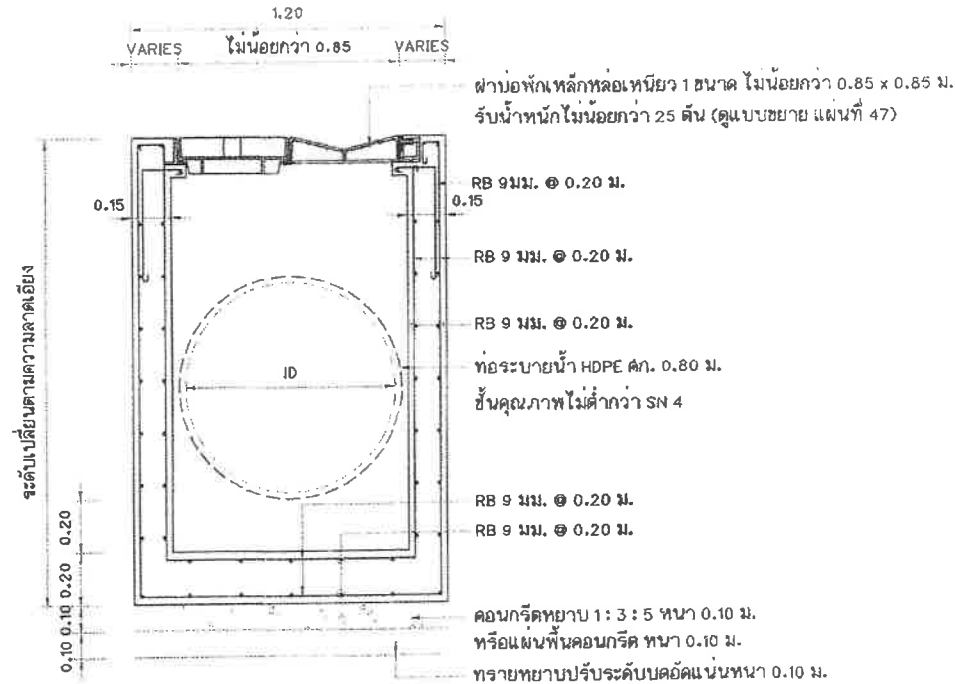 1.20
VARIES
ไม่น้อยกว่า 0.85
VARIES
ฝาบ่อพักเหล็กหล่อเหนียว 1 ขนาด ไม่น้อยกว่า 0.85 x 0.85 ม.
รับน้ำหนักไม่น้อยกว่า 25 ตัน (ดูแบบขยาย แผ่นที่ 47)
RB 9 มม. @ 0.20 ม.
0.15
0.15
RB 9 มม. @ 0.20 ม.
RB 9 มม. @ 0.20 ม.
ท่อระบายน้ำ HDPE ศก. 0.80 ม.
ชั้นคุณภาพไม่ต่ำกว่า SN 4
ID
ระดับเปลี่ยนตามความลาดเอียง
RB 9 มม. @ 0.20 ม.
RB 9 มม. @ 0.20 ม.
0.20
0.20
0.10
0.10
คอนกรีตหยาบ 1 : 3 : 5 หนา 0.10 ม.
หรือแผ่นพื้นคอนกรีต หนา 0.10 ม.
ทรายหยาบปรับระดับบดอัดแน่นหนา 0.10 ม.